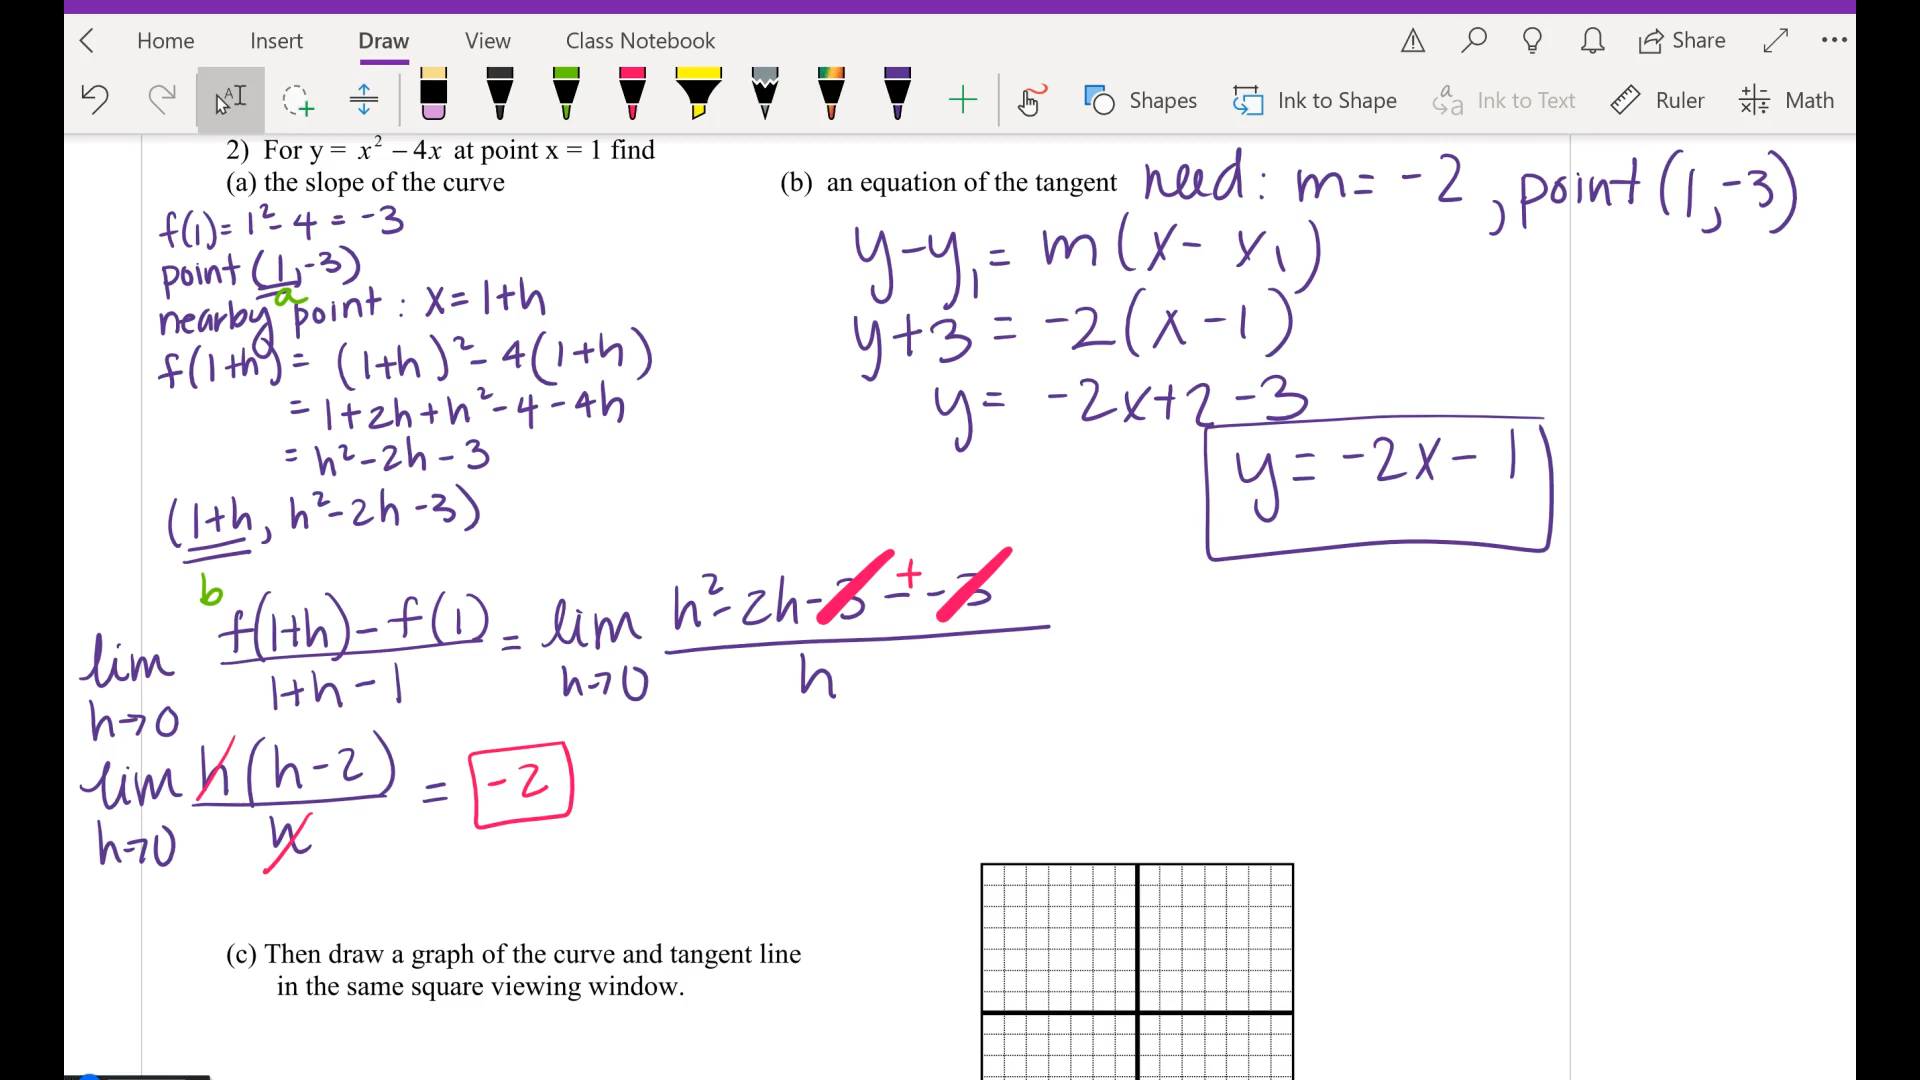 Home Insert Draw View Class Notebook Share
Shapes Ink to Shape Ink to Text Ruler Math
2) For y = x² – 4x at point x = 1 find
(a) the slope of the curve
f(1) = 1² - 4 = -3
point (1, -3)
a
nearby point : x = 1+h
f(1+h) = (1+h)² - 4(1+h)
= 1+2h+h² - 4 - 4h
= h² - 2h - 3
(1+h, h² - 2h - 3)
b
lim h→0 f(1+h) - f(1) / 1+h - 1 = lim h→0 h² - 2h - 3 - + - 3 / h
lim h→0 h(h - 2) / h = -2
(b) an equation of the tangent need: m = -2, point (1, -3)
y - y₁ = m(x - x₁)
y + 3 = -2(x - 1)
y = -2x + 2 - 3
y = -2x - 1
(c) Then draw a graph of the curve and tangent line
in the same square viewing window.